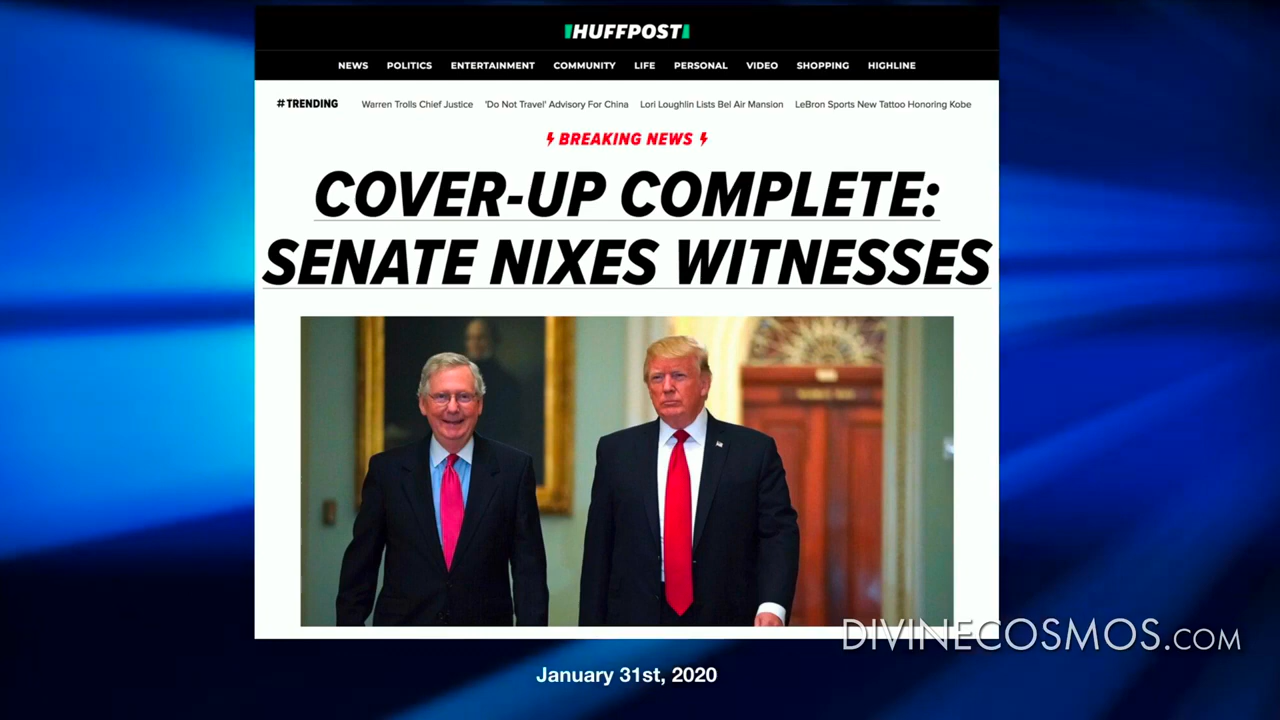 HUFFPOST
NEWS POLITICS ENTERTAINMENT COMMUNITY LIFE PERSONAL VIDEO SHOPPING HIGHLINE
#TRENDING Warren Trolls Chief Justice 'Do Not Travel' Advisory For China Lori Loughlin Lists Bel Air Mansion LeBron Sports New Tattoo Honoring Kobe
BREAKING NEWS
COVER-UP COMPLETE:
SENATE NIXES WITNESSES
DIVINECOSMOS.COM
January 31st, 2020